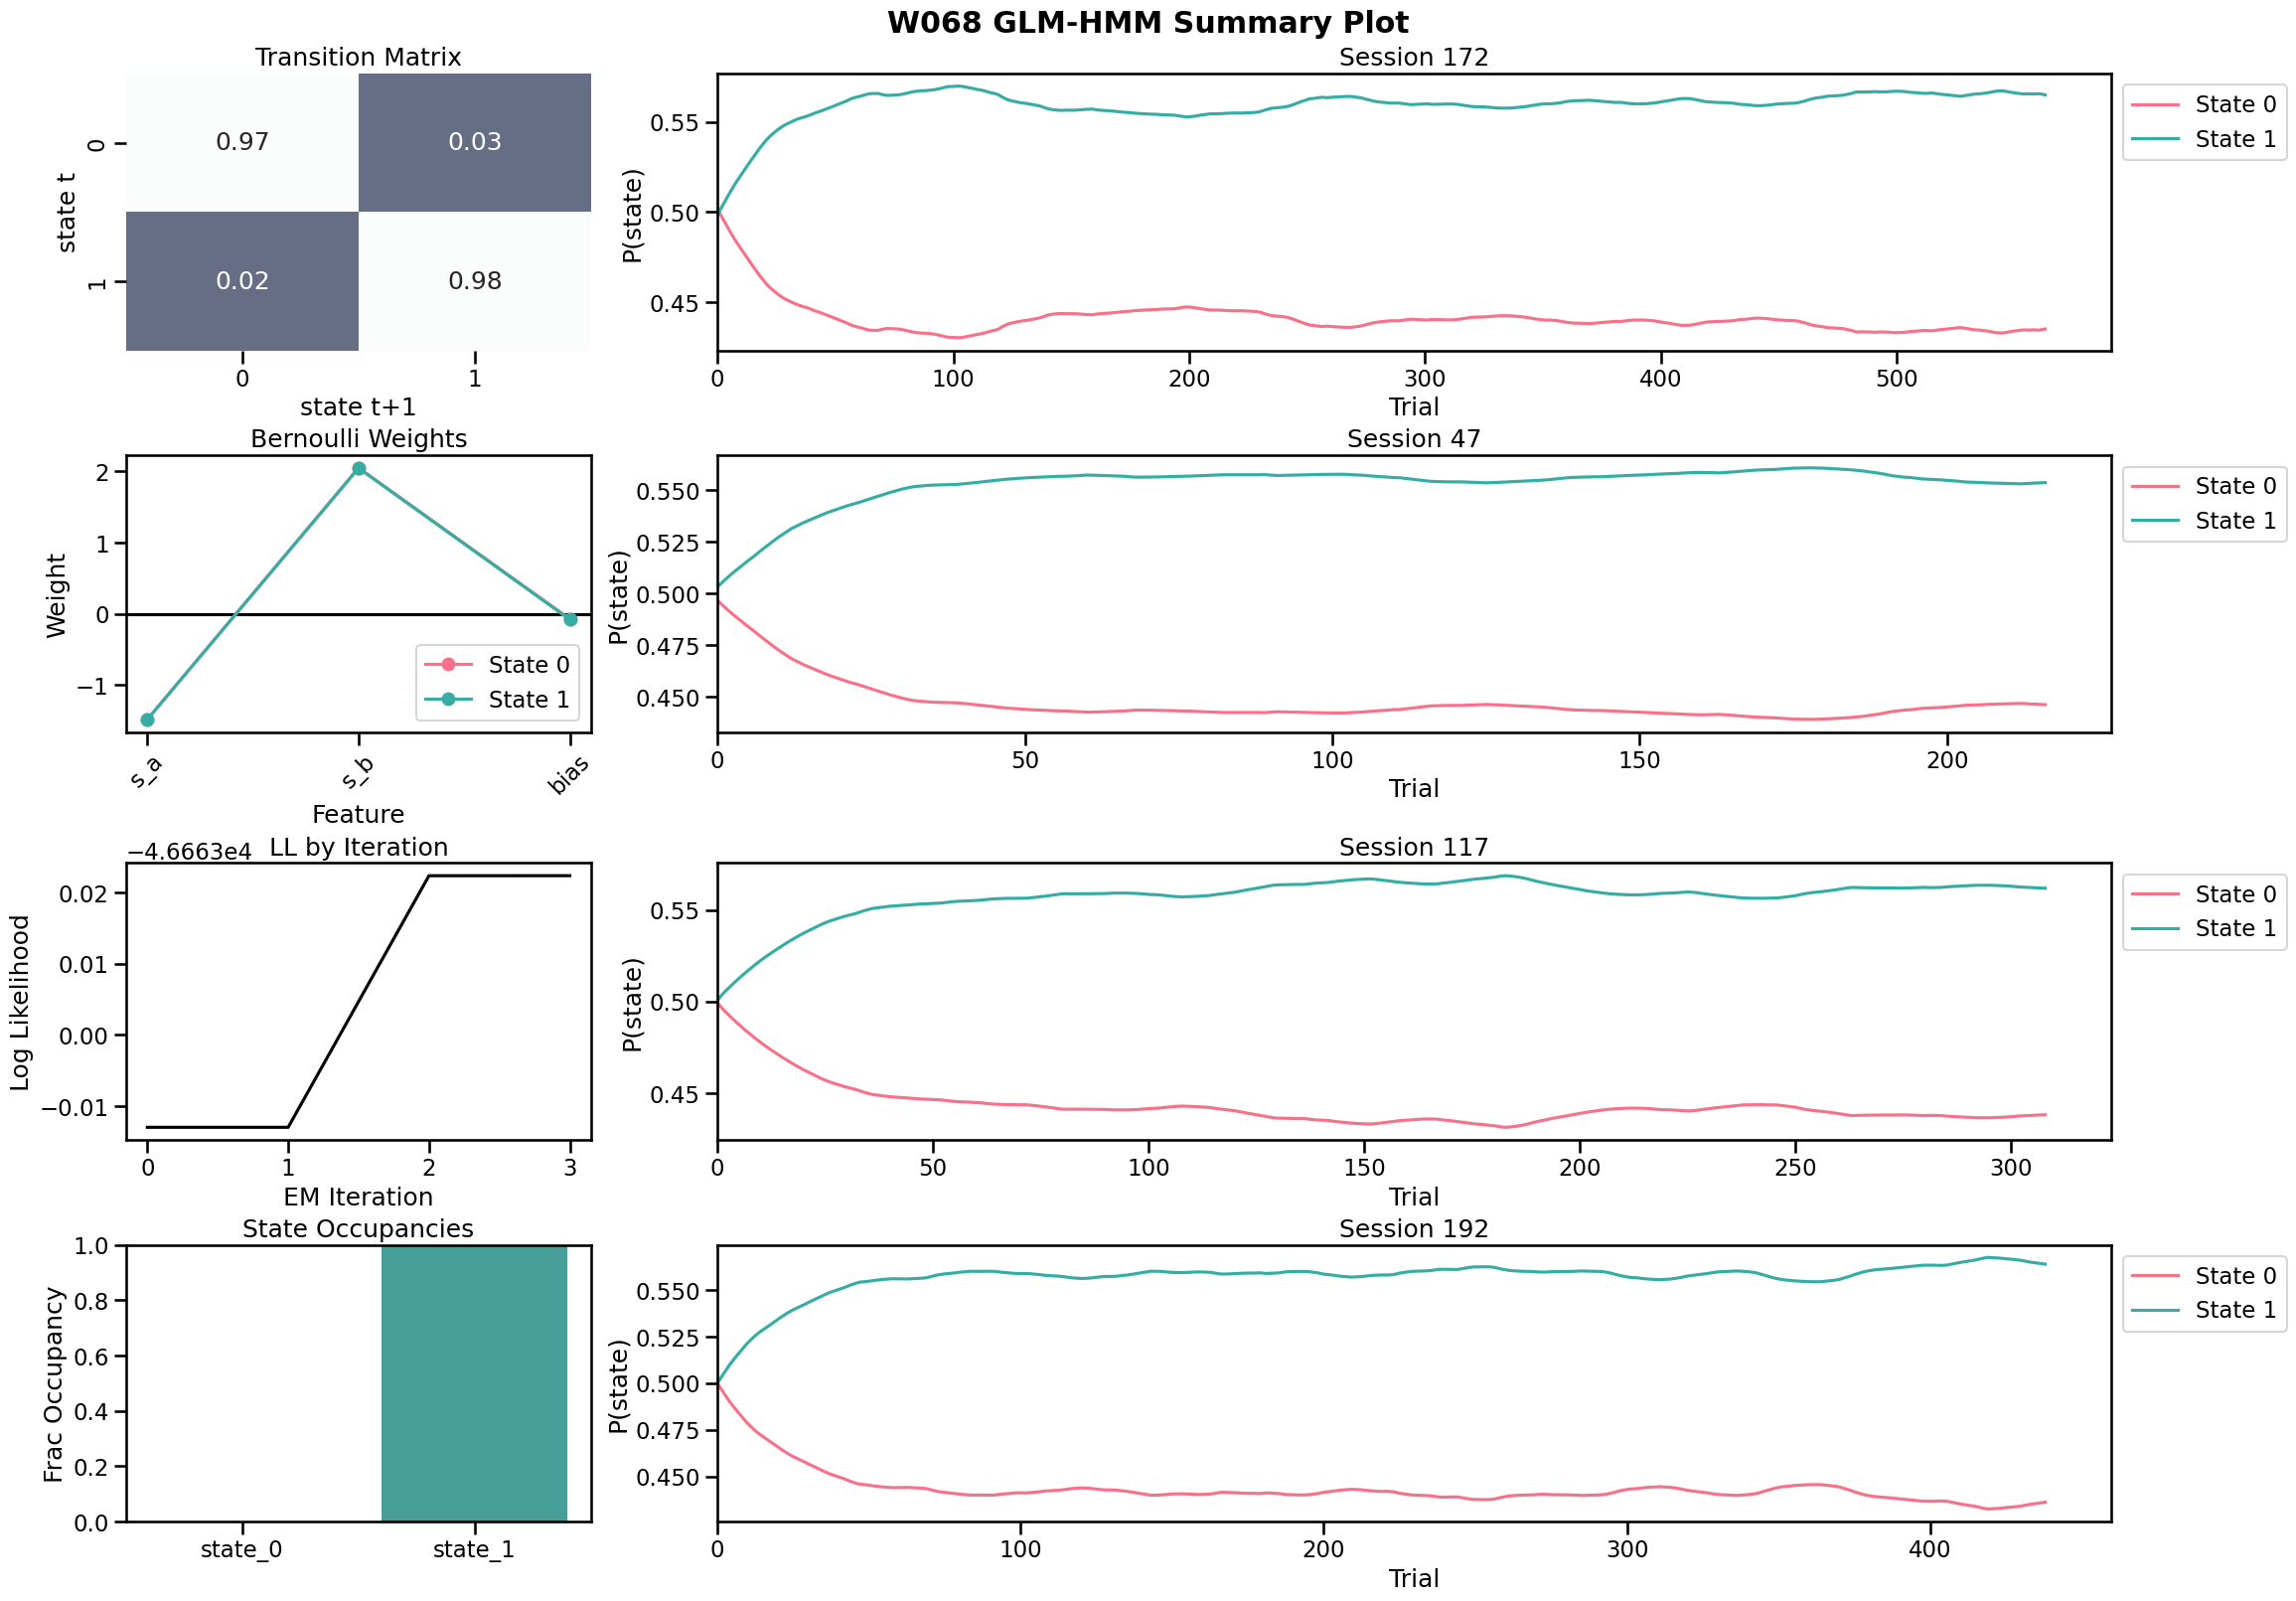 W068 GLM-HMM Summary Plot
Transition Matrix
0.97 0.03
0.02 0.98
0
1
state t
0 1
state t+1
Session 172
0.55
0.50
0.45
P(state)
0 100 200 300 400 500
Trial
State 0
State 1
Bernoulli Weights
2
1
0
−1
Weight
State 0
State 1
s_a s_b bias
Feature
Session 47
0.550
0.525
0.500
0.475
0.450
P(state)
0 50 100 150 200
Trial
State 0
State 1
LL by Iteration
−4.6663e4
0.02
0.01
0.00
−0.01
Log Likelihood
0 1 2 3
EM Iteration
Session 117
0.55
0.50
0.45
P(state)
0 50 100 150 200 250 300
Trial
State 0
State 1
State Occupancies
1.0
0.8
0.6
0.4
0.2
0.0
Frac Occupancy
state_0 state_1
Session 192
0.550
0.525
0.500
0.475
0.450
P(state)
0 100 200 300 400
Trial
State 0
State 1